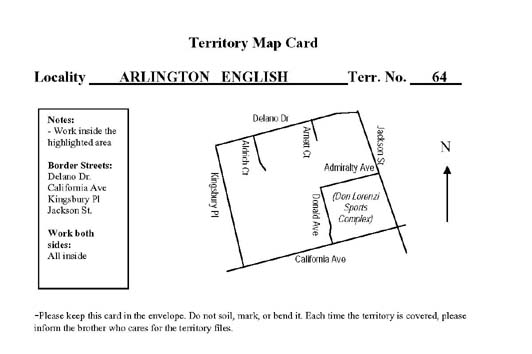 Territory Map Card
Locality ARLINGTON ENGLISH Terr. No. 64
Notes:
- Work inside the
highlighted area
Border Streets:
Delano Dr.
California Ave
Kingsbury Pl
Jackson St.
Work both
sides:
All inside
Delano Dr
Aldrich Ct
Arnott Ct
Jackson St
Admiralty Ave
Kingsbury Pl
Donald Ave
(Don Lorenzi
Sports
Complex)
California Ave
N
-Please keep this card in the envelope. Do not soil, mark, or bend it. Each time the territory is covered, please
inform the brother who cares for the territory files.